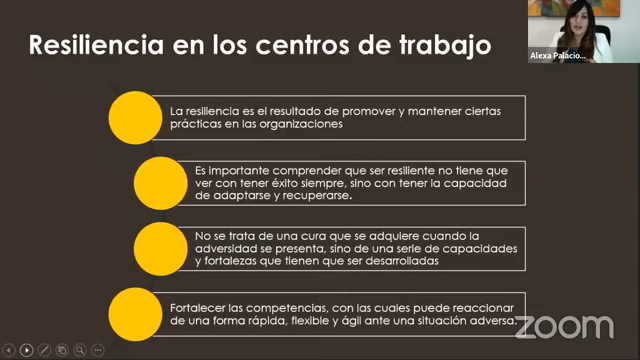 Resiliencia en los centros de trabajo
Alexa Palacio...
La resiliencia es el resultado de promover y mantener ciertas
prácticas en las organizaciones
Es importante comprender que ser resiliente no tiene que
ver con tener éxito siempre, sino con tener la capacidad
de adaptarse y recuperarse.
No se trata de una cura que se adquiere cuando la
adversidad se presenta, sino de una serie de capacidades
y fortalezas que tienen que ser desarrolladas
Fortalecer las competencias, con las cuales puede reaccionar
de una forma rápida, flexible y ágil ante una situación adversa.
zoom